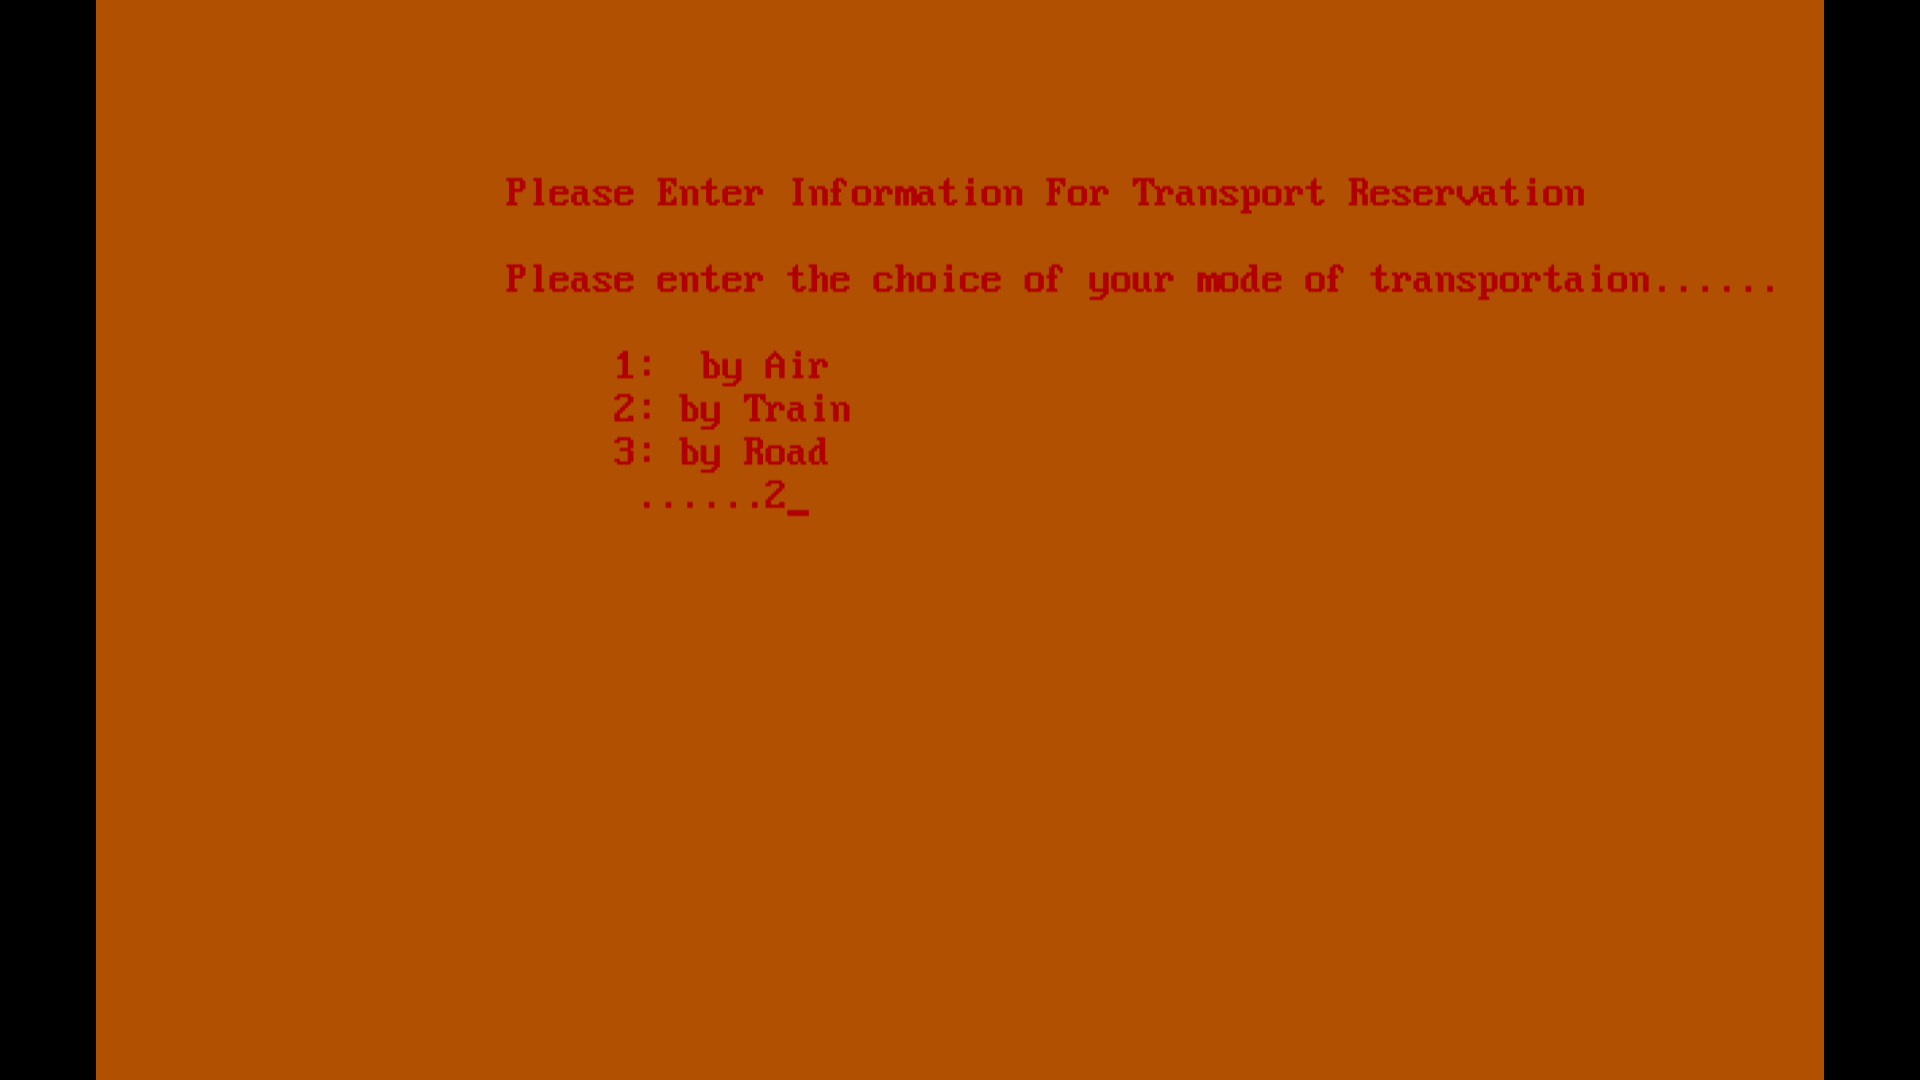 Please Enter Information For Transport Reservation
Please enter the choice of your mode of transportaion......
1:  by Air
2: by Train
3: by Road
......2_